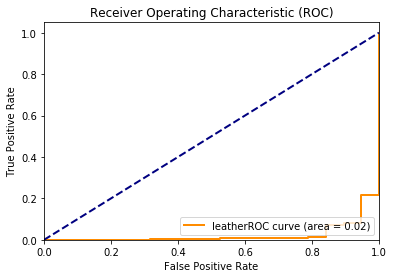 Receiver Operating Characteristic (ROC)
True Positive Rate
1.0
0.8
0.6
0.4
0.2
0.0
leatherROC curve (area = 0.02)
0.0 0.2 0.4 0.6 0.8 1.0
False Positive Rate